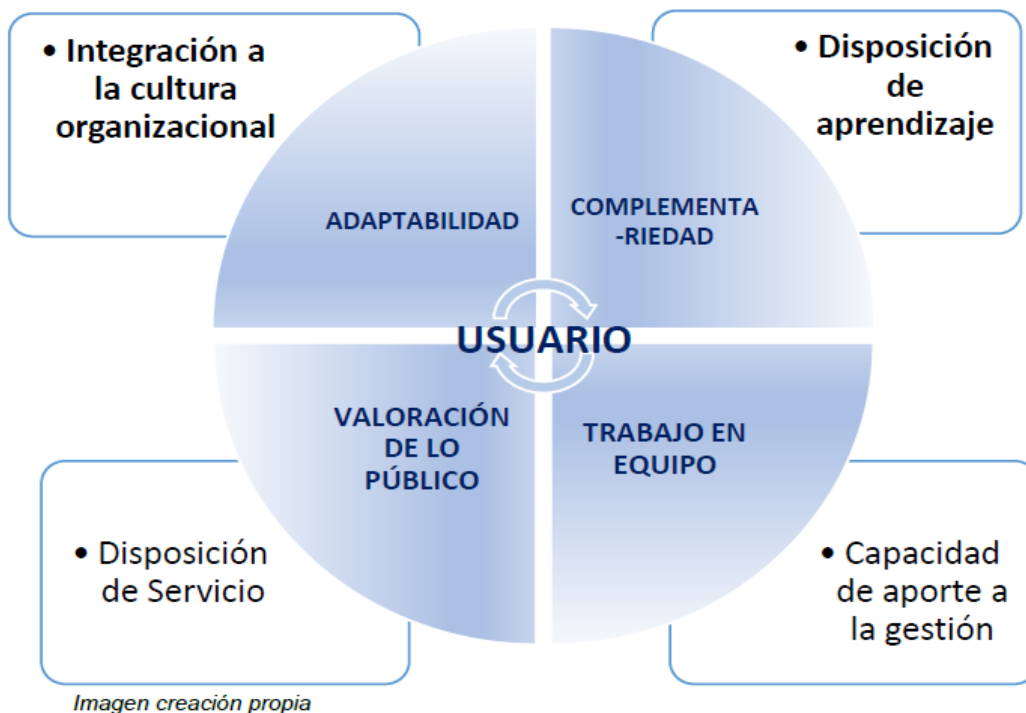 • Integración a
la cultura
organizacional
• Disposición
de
aprendizaje
ADAPTABILIDAD
COMPLEMENTA
-RIEDAD
USUARIO
VALORACIÓN
DE LO
PÚBLICO
TRABAJO EN
EQUIPO
• Disposición
de Servicio
• Capacidad
de aporte a
la gestión
Imagen creación propia